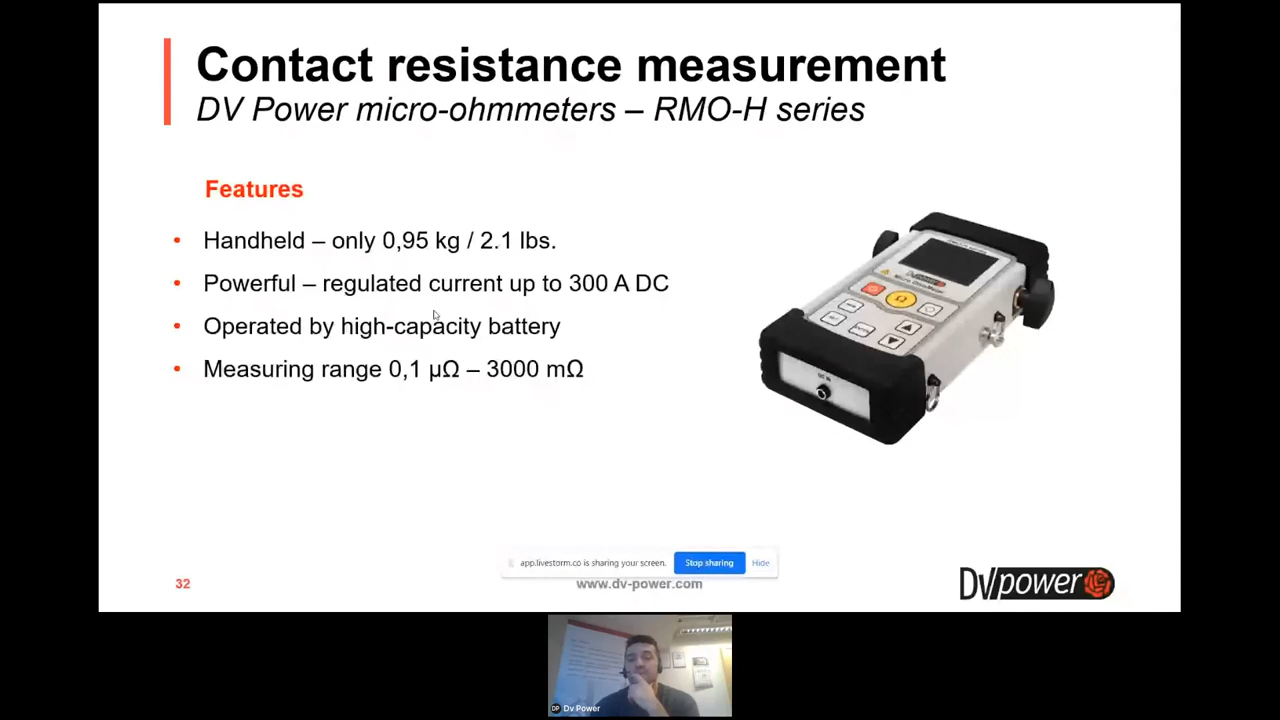 Contact resistance measurement
DV Power micro-ohmmeters – RMO-H series
Features
• Handheld – only 0,95 kg / 2.1 lbs.
• Powerful – regulated current up to 300 A DC
• Operated by high-capacity battery
• Measuring range 0,1 µΩ – 3000 mΩ
Ω
app.livestorm.co is sharing your screen. Stop sharing Hide
32
www.dv-power.com
DV power
DP Dv Power